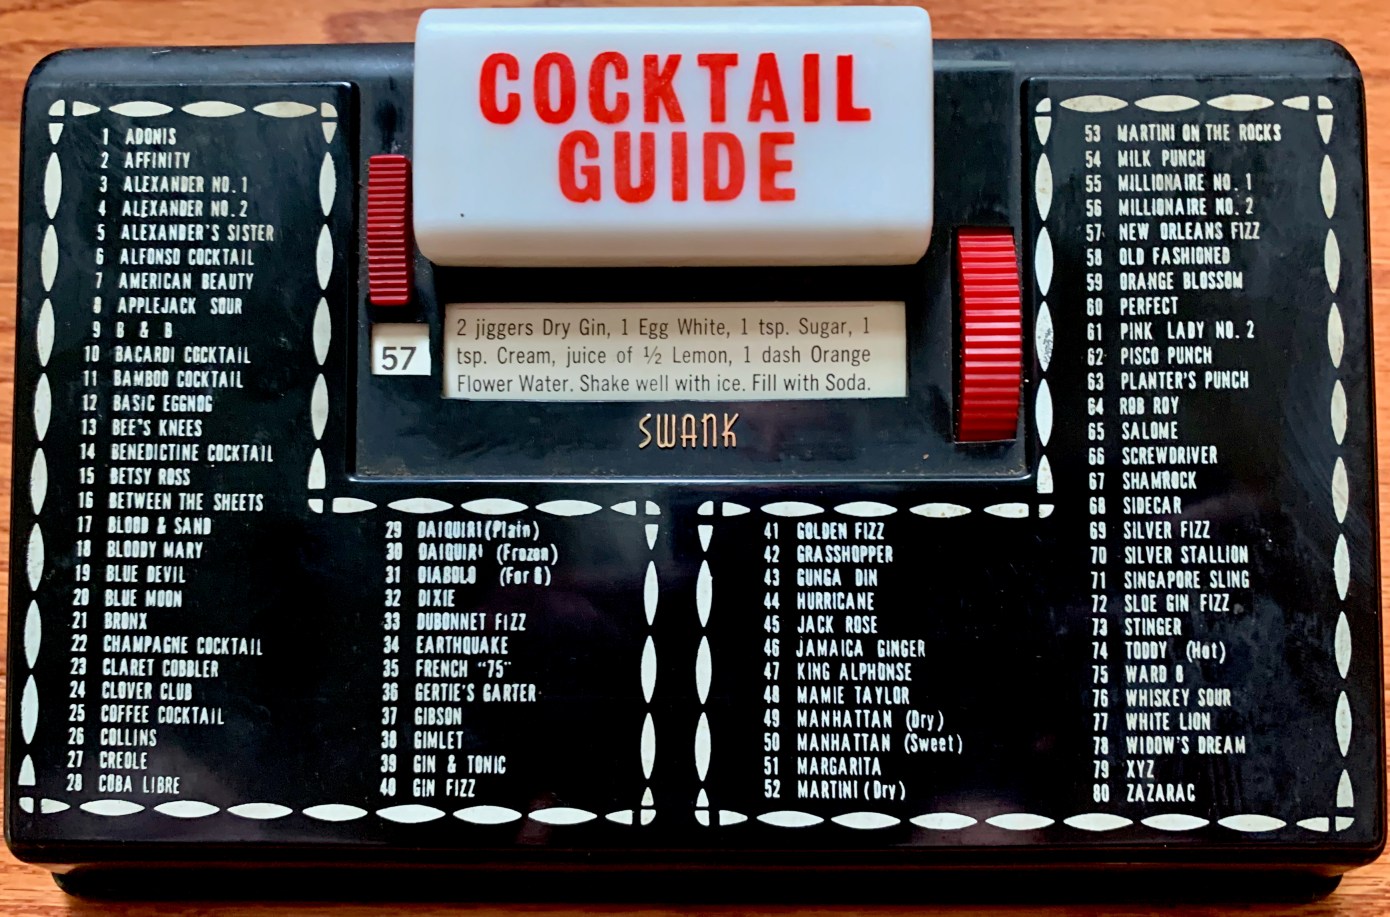 COCKTAIL
GUIDE
57
2 jiggers Dry Gin, 1 Egg White, 1 tsp. Sugar, 1
tsp. Cream, juice of ½ Lemon, 1 dash Orange
Flower Water. Shake well with ice. Fill with Soda.
SWANK
1 ADONIS
2 AFFINITY
3 ALEXANDER NO. 1
4 ALEXANDER NO. 2
5 ALEXANDER'S SISTER
6 ALFONSO COCKTAIL
7 AMERICAN BEAUTY
8 APPLEJACK SOUR
9 B & B
10 BACARDI COCKTAIL
11 BAMBOO COCKTAIL
12 BASIC EGGNOG
13 BEE'S KNEES
14 BENEDICTINE COCKTAIL
15 BETSY ROSS
16 BETWEEN THE SHEETS
17 BLOOD & SAND
18 BLOODY MARY
19 BLUE DEVIL
20 BLUE MOON
21 BRONX
22 CHAMPAGNE COCKTAIL
23 CLARET COBBLER
24 CLOVER CLUB
25 COFFEE COCKTAIL
26 COLLINS
27 CREOLE
28 CUBA LIBRE
29 DAIQUIRI (Plain)
30 DAIQUIRI (Frozen)
31 DIABOLO (For 8)
32 DIXIE
33 DUBONNET FIZZ
34 EARTHQUAKE
35 FRENCH "75"
36 GERTIE'S GARTER
37 GIBSON
38 GIMLET
39 GIN & TONIC
40 GIN FIZZ
41 GOLDEN FIZZ
42 GRASSHOPPER
43 GUNGA DIN
44 HURRICANE
45 JACK ROSE
46 JAMAICA GINGER
47 KING ALPHONSE
48 MAMIE TAYLOR
49 MANHATTAN (Dry)
50 MANHATTAN (Sweet)
51 MARGARITA
52 MARTINI (Dry)
53 MARTINI ON THE ROCKS
54 MILK PUNCH
55 MILLIONAIRE NO. 1
56 MILLIONAIRE NO. 2
57 NEW ORLEANS FIZZ
58 OLD FASHIONED
59 ORANGE BLOSSOM
60 PERFECT
61 PINK LADY NO. 2
62 PISCO PUNCH
63 PLANTER'S PUNCH
64 ROB ROY
65 SALOME
66 SCREWDRIVER
67 SHAMROCK
68 SIDECAR
69 SILVER FIZZ
70 SILVER STALLION
71 SINGAPORE SLING
72 SLOE GIN FIZZ
73 STINGER
74 TODDY (Hot)
75 WARD 8
76 WHISKEY SOUR
77 WHITE LION
78 WIDOW'S DREAM
79 XYZ
80 ZAZARAC